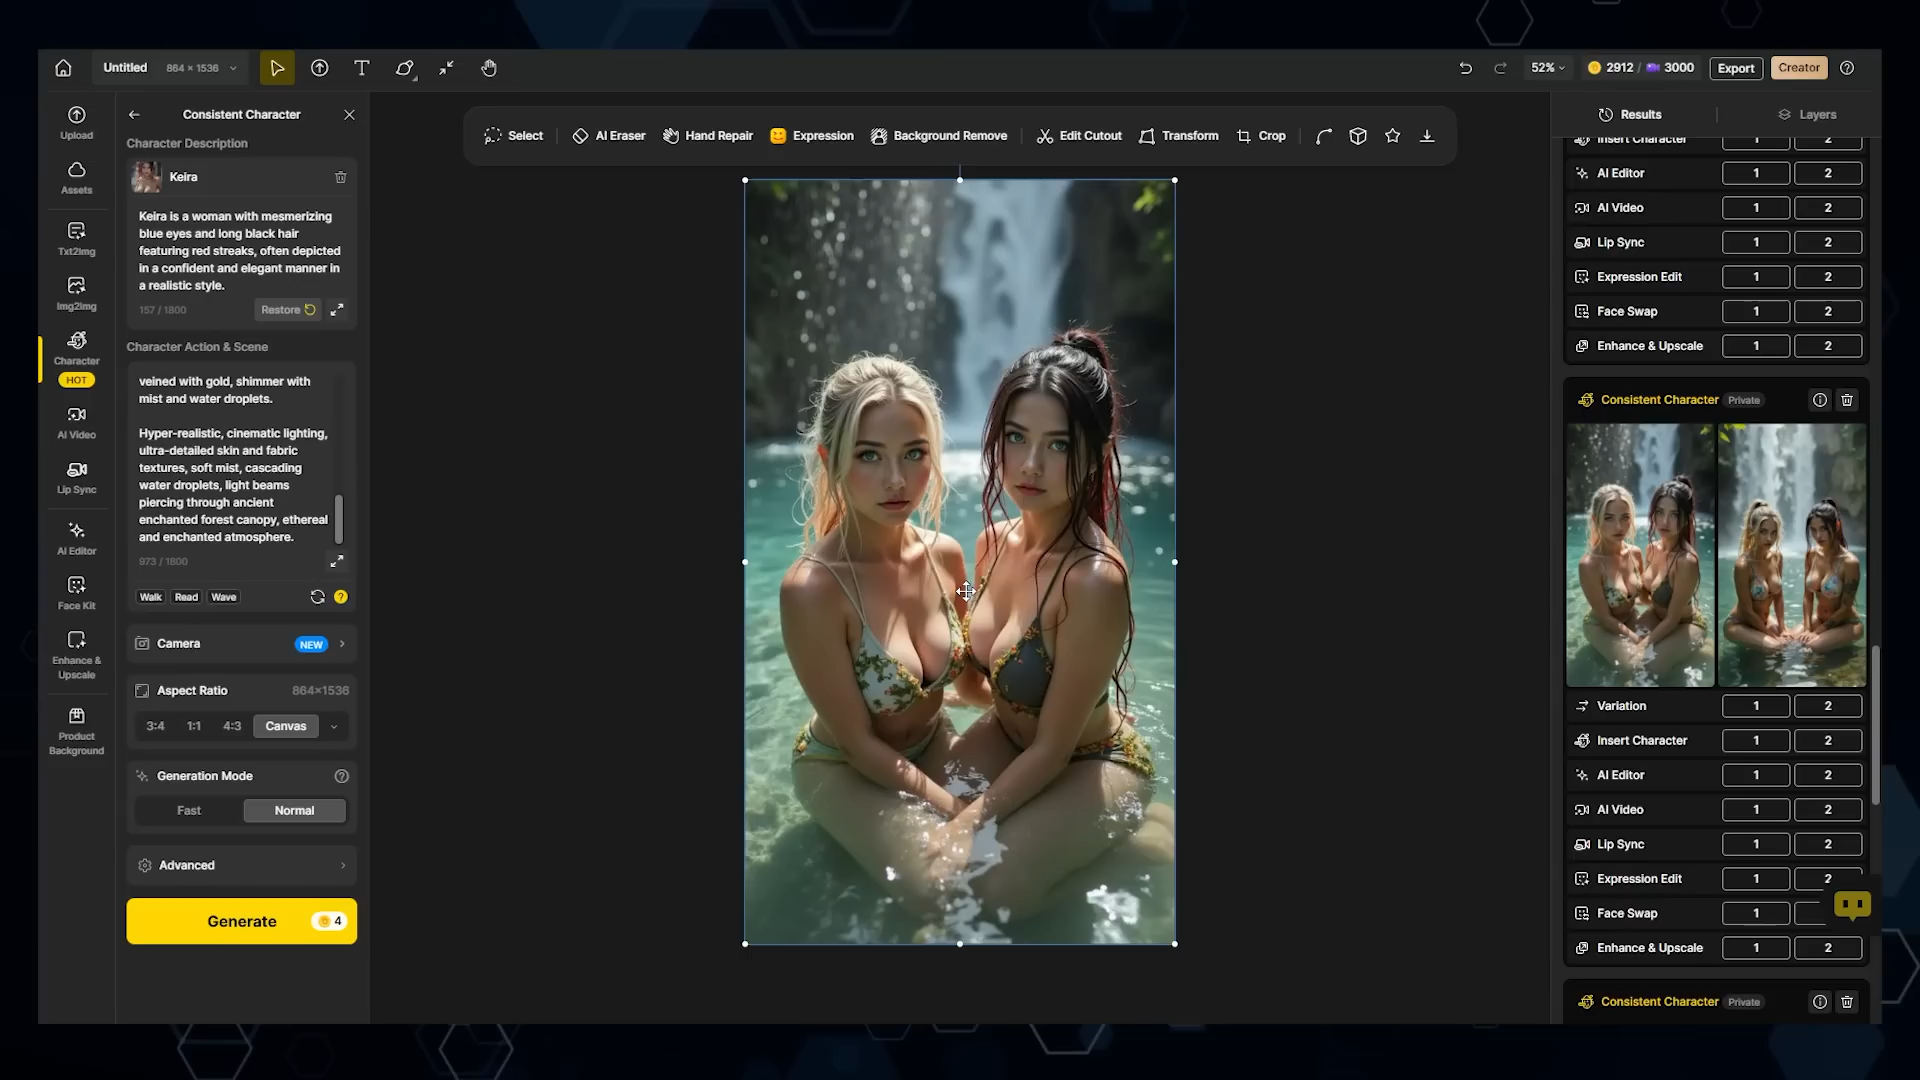 Untitled 864 × 1536
52%
2912 / 3000
Export
Creator
Upload
Assets
Txt2Img
Img2Img
Character
HOT
AI Video
Lip Sync
AI Editor
Face Kit
Enhance &
Upscale
Product
Background
Consistent Character
Character Description
Keira
Keira is a woman with mesmerizing
blue eyes and long black hair
featuring red streaks, often depicted
in a confident and elegant manner in
a realistic style.
157 / 1800
Restore
Character Action & Scene
veined with gold, shimmer with
mist and water droplets.
Hyper-realistic, cinematic lighting,
ultra-detailed skin and fabric
textures, soft mist, cascading
water droplets, light beams
piercing through ancient
enchanted forest canopy, ethereal
and enchanted atmosphere.
973 / 1800
Walk Read Wave
Camera NEW
Aspect Ratio 864×1536
3:4 1:1 4:3 Canvas
Generation Mode
Fast Normal
Advanced
Generate 4
Select AI Eraser Hand Repair Expression Background Remove Edit Cutout Transform Crop
Results Layers
Insert Character 1 2
AI Editor 1 2
AI Video 1 2
Lip Sync 1 2
Expression Edit 1 2
Face Swap 1 2
Enhance & Upscale 1 2
Consistent Character Private
Variation 1 2
Insert Character 1 2
AI Editor 1 2
AI Video 1 2
Lip Sync 1 2
Expression Edit 1 2
Face Swap 1
Enhance & Upscale 1 2
Consistent Character Private